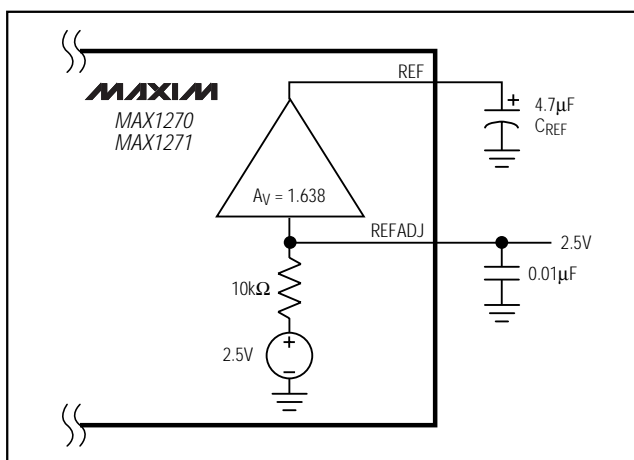 REF
+
4.7μF
CREF
MAXIM
MAX1270
MAX1271
AV = 1.638
REFADJ
2.5V
0.01μF
10kΩ
2.5V
+
−